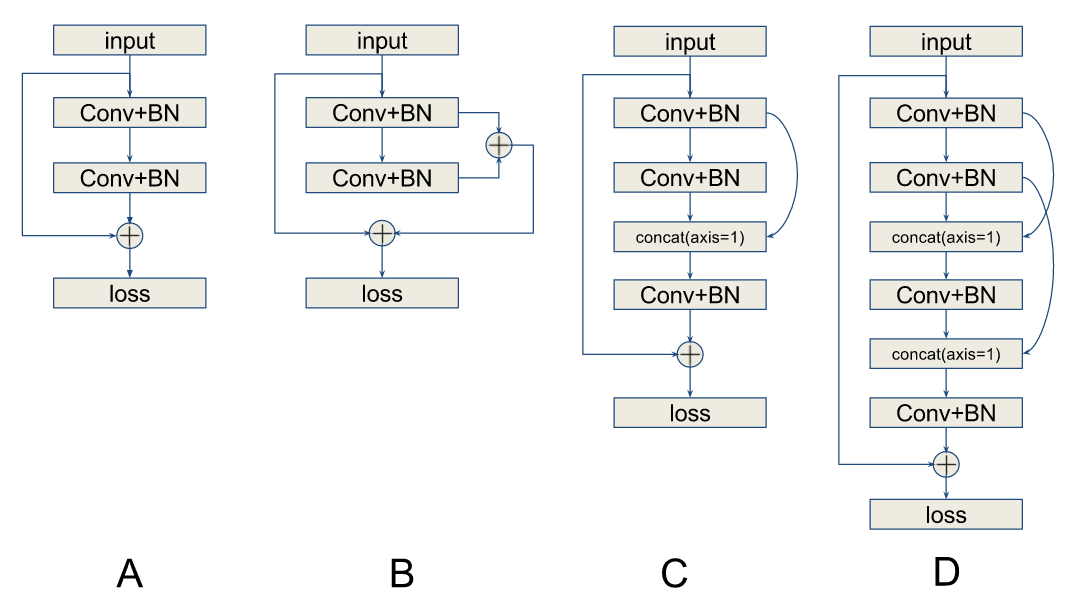 input
Conv+BN
Conv+BN
loss
A
input
Conv+BN
Conv+BN
loss
B
input
Conv+BN
Conv+BN
concat(axis=1)
Conv+BN
loss
C
input
Conv+BN
Conv+BN
concat(axis=1)
Conv+BN
concat(axis=1)
Conv+BN
loss
D